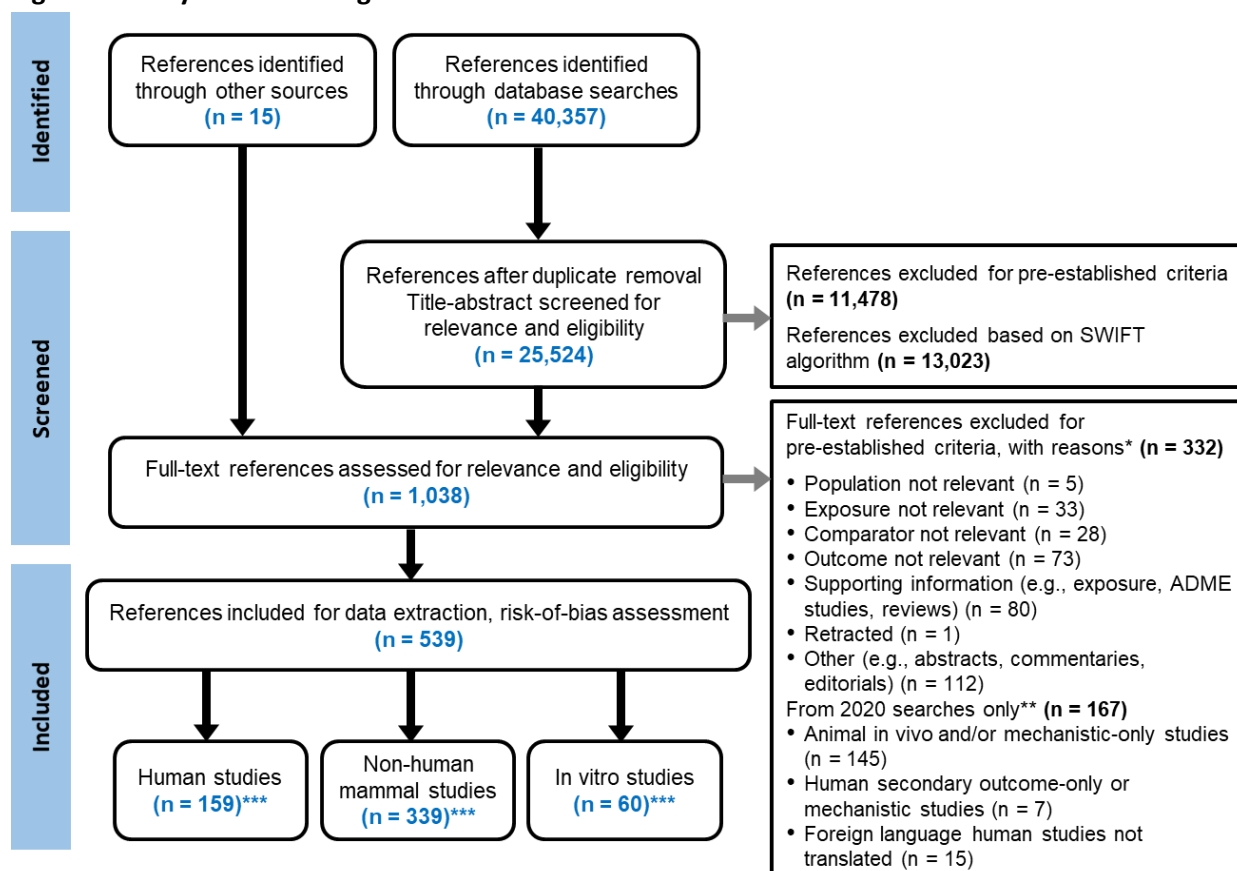 Identified
References identified
through other sources
(n = 15)
References identified
through database searches
(n = 40,357)
Screened
References after duplicate removal
Title-abstract screened for
relevance and eligibility
(n = 25,524)
References excluded for pre-established criteria
(n = 11,478)
References excluded based on SWIFT
algorithm (n = 13,023)
Full-text references assessed for relevance and eligibility
(n = 1,038)
Full-text references excluded for
pre-established criteria, with reasons* (n = 332)
• Population not relevant (n = 5)
• Exposure not relevant (n = 33)
• Comparator not relevant (n = 28)
• Outcome not relevant (n = 73)
• Supporting information (e.g., exposure, ADME
studies, reviews) (n = 80)
• Retracted (n = 1)
• Other (e.g., abstracts, commentaries,
editorials) (n = 112)
From 2020 searches only** (n = 167)
• Animal in vivo and/or mechanistic-only studies
(n = 145)
• Human secondary outcome-only or
mechanistic studies (n = 7)
• Foreign language human studies not
translated (n = 15)
Included
References included for data extraction, risk-of-bias assessment
(n = 539)
Human studies
(n = 159)***
Non-human
mammal studies
(n = 339)***
In vitro studies
(n = 60)***